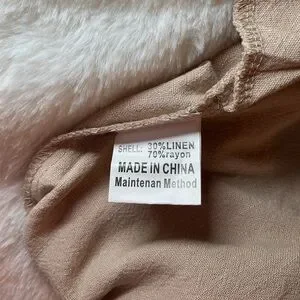 SHELL: 30%LINEN
70%rayon
MADE IN CHINA
Maintenan Method